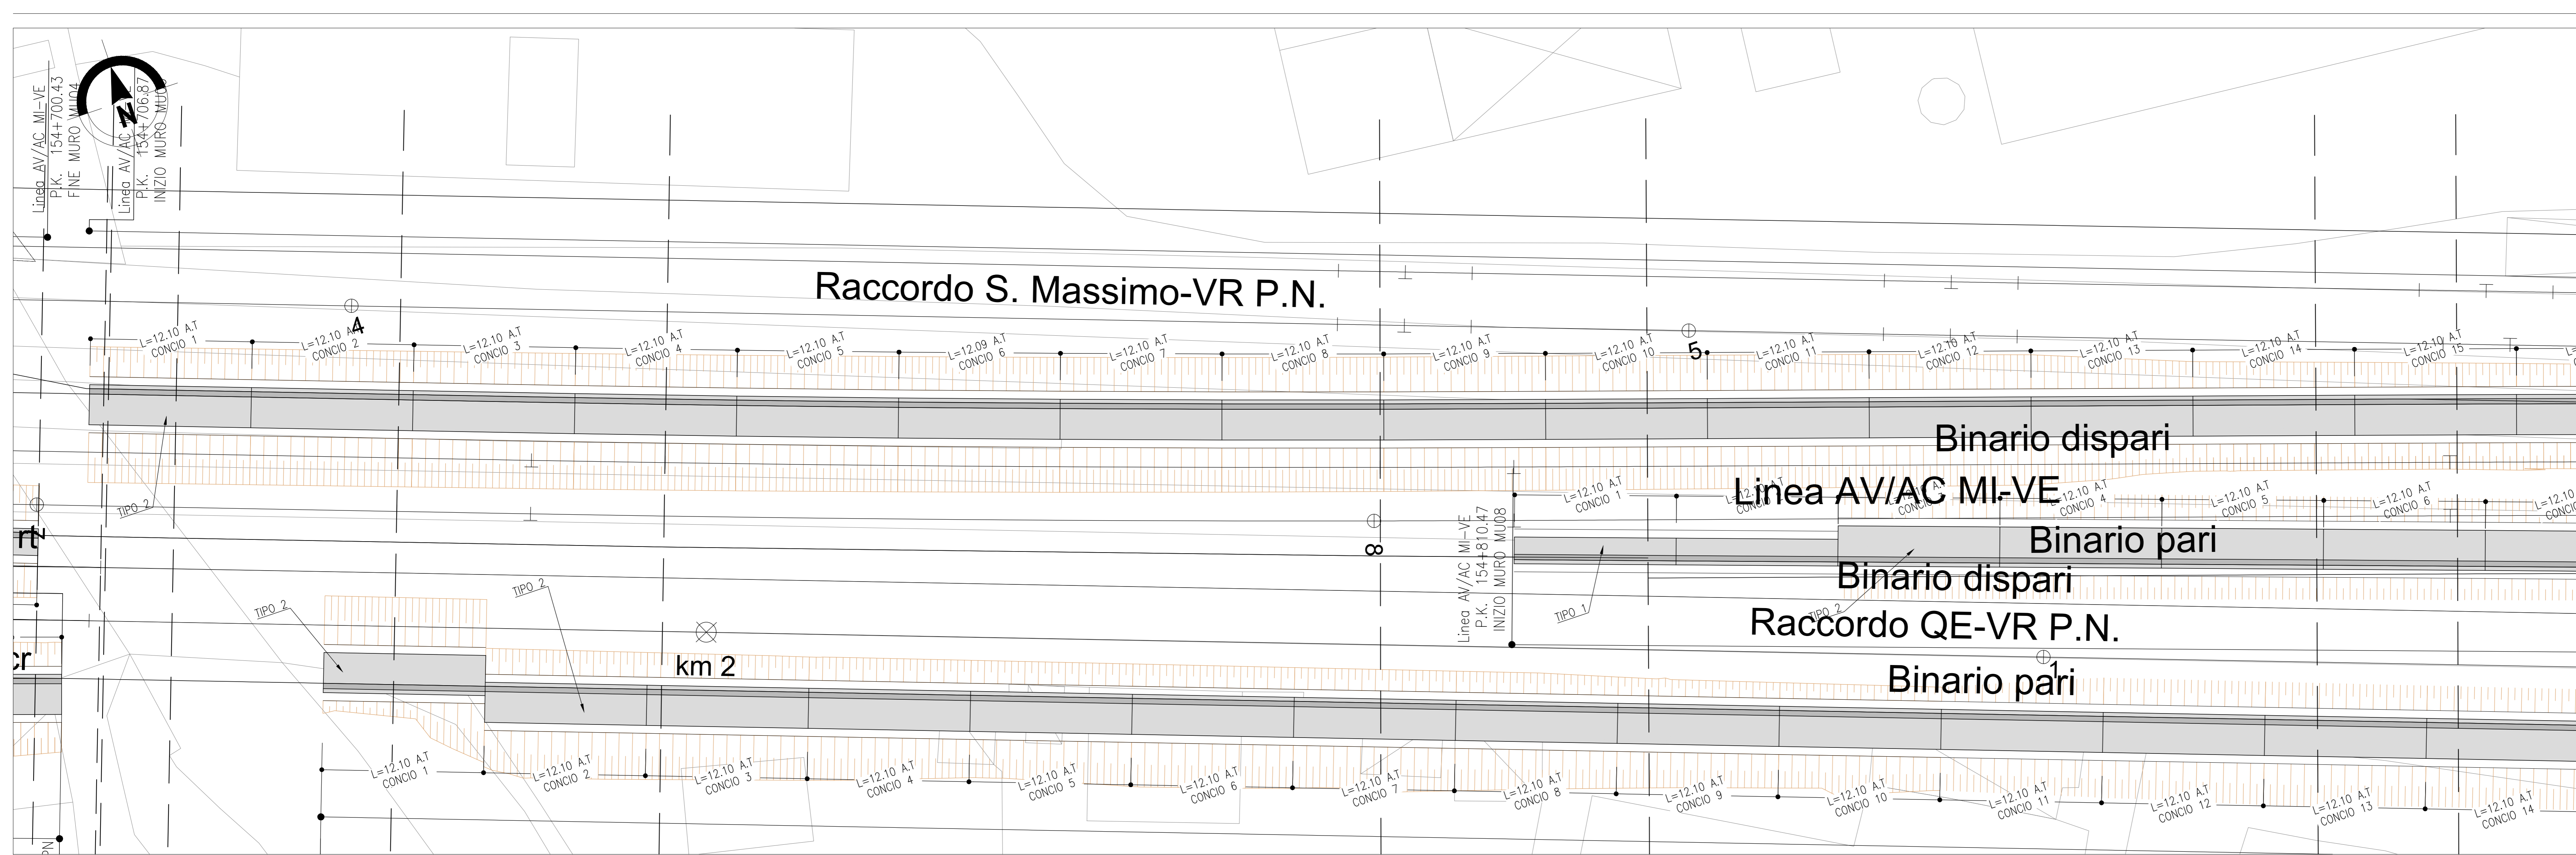 Linea AV/AC MI-VE
P.K. 154+700.43
FINE MURO MU04
Linea AV/AC
P.K. 154+706.87
INIZIO MURO
N
Raccordo S. Massimo-VR P.N.
4
5
L=12.10 A.T
CONCIO 1
L=12.10 A.T
CONCIO 2
L=12.10 A.T
CONCIO 3
L=12.10 A.T
CONCIO 4
L=12.10 A.T
CONCIO 5
L=12.09 A.T
CONCIO 6
L=12.10 A.T
CONCIO 7
L=12.10 A.T
CONCIO 8
L=12.10 A.T
CONCIO 9
L=12.10 A.T
CONCIO 10
L=12.10 A.T
CONCIO 11
L=12.10 A.T
CONCIO 12
L=12.10 A.T
CONCIO 13
L=12.10 A.T
CONCIO 14
L=12.10 A.T
CONCIO 15
Binario dispari
TIPO 2
Linea AV/AC MI-VE
L=12.10 A.T
CONCIO 1
L=12.10 A.T
CONCIO 4
L=12.10 A.T
CONCIO 5
L=12.10 A.T
CONCIO 6
L=12.10
rt
8
Linea AV/AC MI-VE
P.K. 154+810.47
INIZIO MURO MU08
Binario pari
Binario dispari
TIPO 2
TIPO 2
TIPO 1
TIPO 2
Raccordo QE-VR P.N.
cr
km 2
1
Binario pari
L=12.10 A.T
CONCIO 1
L=12.10 A.T
CONCIO 2
L=12.10 A.T
CONCIO 3
L=12.10 A.T
CONCIO 4
L=12.10 A.T
CONCIO 5
L=12.10 A.T
CONCIO 6
L=12.10 A.T
CONCIO 7
L=12.10 A.T
CONCIO 8
L=12.10 A.T
CONCIO 9
L=12.10 A.T
CONCIO 10
L=12.10 A.T
CONCIO 11
L=12.10 A.T
CONCIO 12
L=12.10 A.T
CONCIO 13
L=12.10 A.T
CONCIO 14
PN